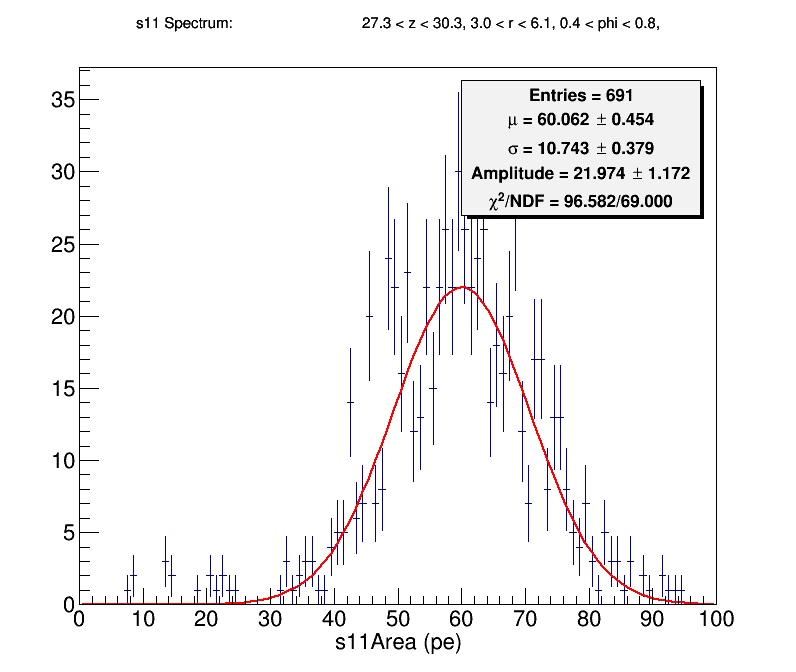 s11 Spectrum: 27.3 < z < 30.3, 3.0 < r < 6.1, 0.4 < phi < 0.8,
Entries = 691
μ = 60.062 ± 0.454
σ = 10.743 ± 0.379
Amplitude = 21.974 ± 1.172
χ²/NDF = 96.582/69.000
35
30
25
20
15
10
5
0
0 10 20 30 40 50 60 70 80 90 100
s11Area (pe)